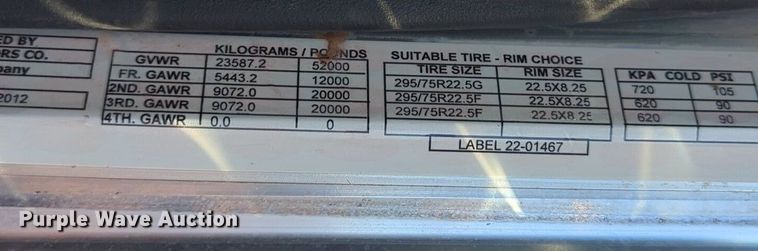 ED BY
ORS CO.
pany
2012
KILOGRAMS / POUNDS
GVWR 23587.2 52000
FR. GAWR 5443.2 12000
2ND. GAWR 9072.0 20000
3RD. GAWR 9072.0 20000
4TH. GAWR 0.0 0
SUITABLE TIRE - RIM CHOICE
TIRE SIZE RIM SIZE
295/75R22.5G 22.5X8.25
295/75R22.5F 22.5X8.25
295/75R22.5F 22.5X8.25
KPA COLD PSI
720 105
620 90
620 90
LABEL 22-01467
Purple Wave Auction